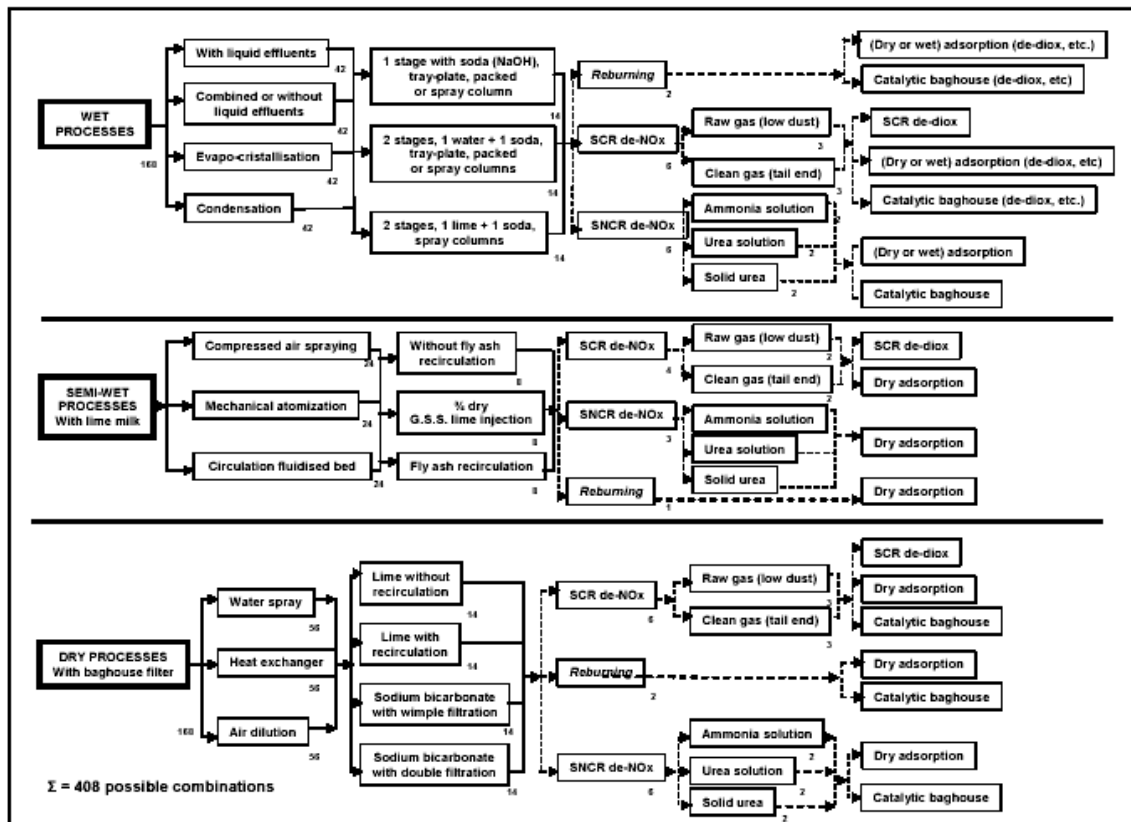 WET
PROCESSES
168
With liquid effluents
42
Combined or without
liquid effluents
42
Evapo-cristallisation
42
Condensation
42
1 stage with soda (NaOH),
tray-plate, packed
or spray column
14
2 stages, 1 water + 1 soda,
tray-plate, packed
or spray columns
14
2 stages, 1 lime + 1 soda,
spray columns
14
Reburning
2
SCR de-NOx
6
SNCR de-NOx
6
Raw gas (low dust)
3
Clean gas (tail end)
3
Ammonia solution
2
Urea solution
2
Solid urea
2
(Dry or wet) adsorption (de-diox, etc.)
Catalytic baghouse (de-diox, etc)
SCR de-diox
(Dry or wet) adsorption (de-diox, etc)
Catalytic baghouse (de-diox, etc.)
(Dry or wet) adsorption
Catalytic baghouse
SEMI-WET
PROCESSES
With lime milk
Compressed air spraying
24
Mechanical atomization
24
Circulation fluidised bed
24
Without fly ash
recirculation
8
¾ dry
G.S.S. lime injection
8
Fly ash recirculation
8
SCR de-NOx
4
SNCR de-NOx
3
Reburning
1
Raw gas (low dust)
2
Clean gas (tail end)
2
Ammonia solution
Urea solution
Solid urea
SCR de-diox
Dry adsorption
Dry adsorption
Dry adsorption
DRY PROCESSES
With baghouse filter
168
Water spray
56
Heat exchanger
56
Air dilution
56
Lime without
recirculation
14
Lime with
recirculation
14
Sodium bicarbonate
with wimple filtration
14
Sodium bicarbonate
with double filtration
14
SCR de-NOx
6
Reburning
2
SNCR de-NOx
6
Raw gas (low dust)
3
Clean gas (tail end)
3
Ammonia solution
2
Urea solution
2
Solid urea
2
SCR de-diox
Dry adsorption
Catalytic baghouse
Dry adsorption
Catalytic baghouse
Dry adsorption
Catalytic baghouse
Σ = 408 possible combinations